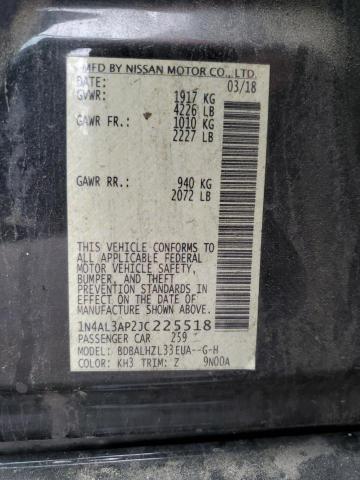 MFD BY NISSAN MOTOR CO., LTD.
DATE: 03/18
GVWR: 1917 KG
4226 LB
GAWR FR.: 1010 KG
2227 LB
GAWR RR.: 940 KG
2072 LB
THIS VEHICLE CONFORMS TO
ALL APPLICABLE FEDERAL
MOTOR VEHICLE SAFETY,
BUMPER, AND THEFT
PREVENTION STANDARDS IN
EFFECT ON THE DATE OF
MANUFACTURE SHOWN ABOVE.
1N4AL3AP2JC225518
PASSENGER CAR 259
MODEL: BDBALHZL33EUA--G-H
COLOR: KH3 TRIM: Z 9N00A